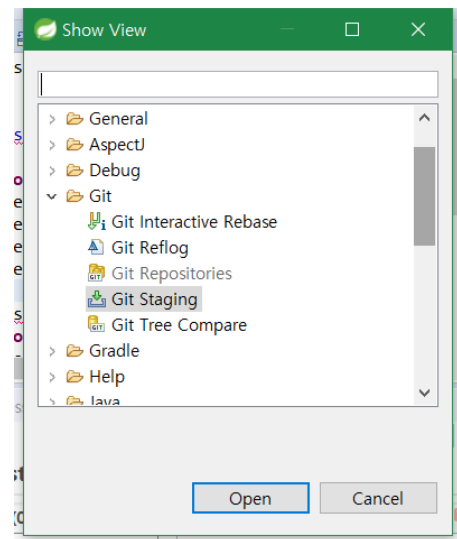 Show View
General
AspectJ
Debug
Git
Git Interactive Rebase
Git Reflog
Git Repositories
Git Staging
Git Tree Compare
Gradle
Help
Java
Open Cancel